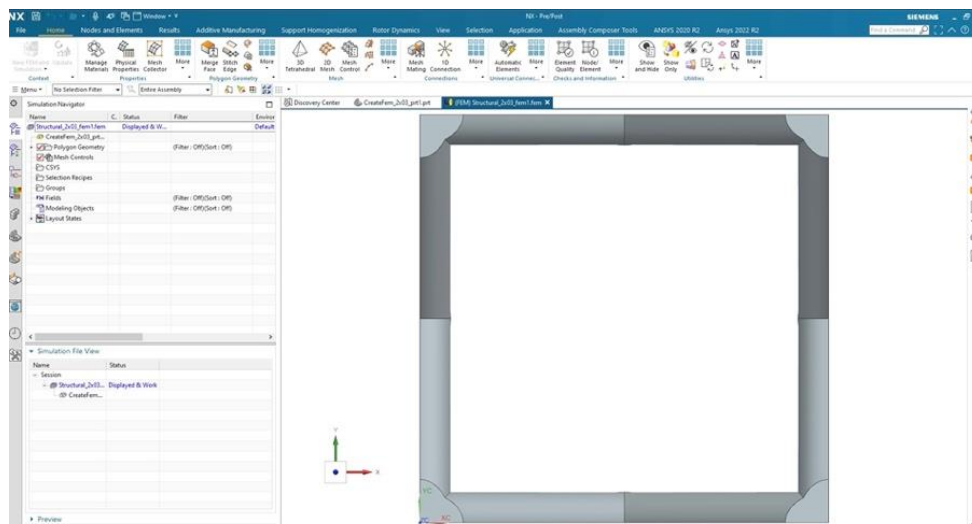 NX
Window
NX - Pre/Post
SIEMENS
File Home Nodes and Elements Results Additive Manufacturing Support Homogenization Rotor Dynamics View Selection Application Assembly Composer Tools ANSYS 2020 R2 Ansys 2022 R2
Find a Command
Manage Materials
Physical Properties
Mesh Collector
More
Merge Face
Stitch Edge
More
3D Tetrahedral
2D Mesh
Mesh Control
More
Mesh Mating
1D Connection
More
Automatic Elements
More
Element Quality
Node/ Element
More
Show and Hide
Show Only
More
Context Properties Polygon Geometry Mesh Connections Universal Connec... Checks and Information Utilities
Menu No Selection Filter Entire Assembly
Simulation Navigator
Discovery Center CreateFem_2x03_prt1.prt (FEM) Structural_2x03_fem1.fem
Name C. Status Filter Environ
Structural_2x03_fem1.fem Displayed & W... Default
CreateFem_2x03_prt...
Polygon Geometry (Filter : Off)(Sort : Off)
Mesh Controls
CSYS
Selection Recipes
Groups
Fields (Filter : Off)(Sort : Off)
Modeling Objects (Filter : Off)(Sort : Off)
Layout States
Simulation File View
Name Status
Session
Structural_2x03... Displayed & Work
CreateFem...
Preview
Y
X
YC
XC
ZC